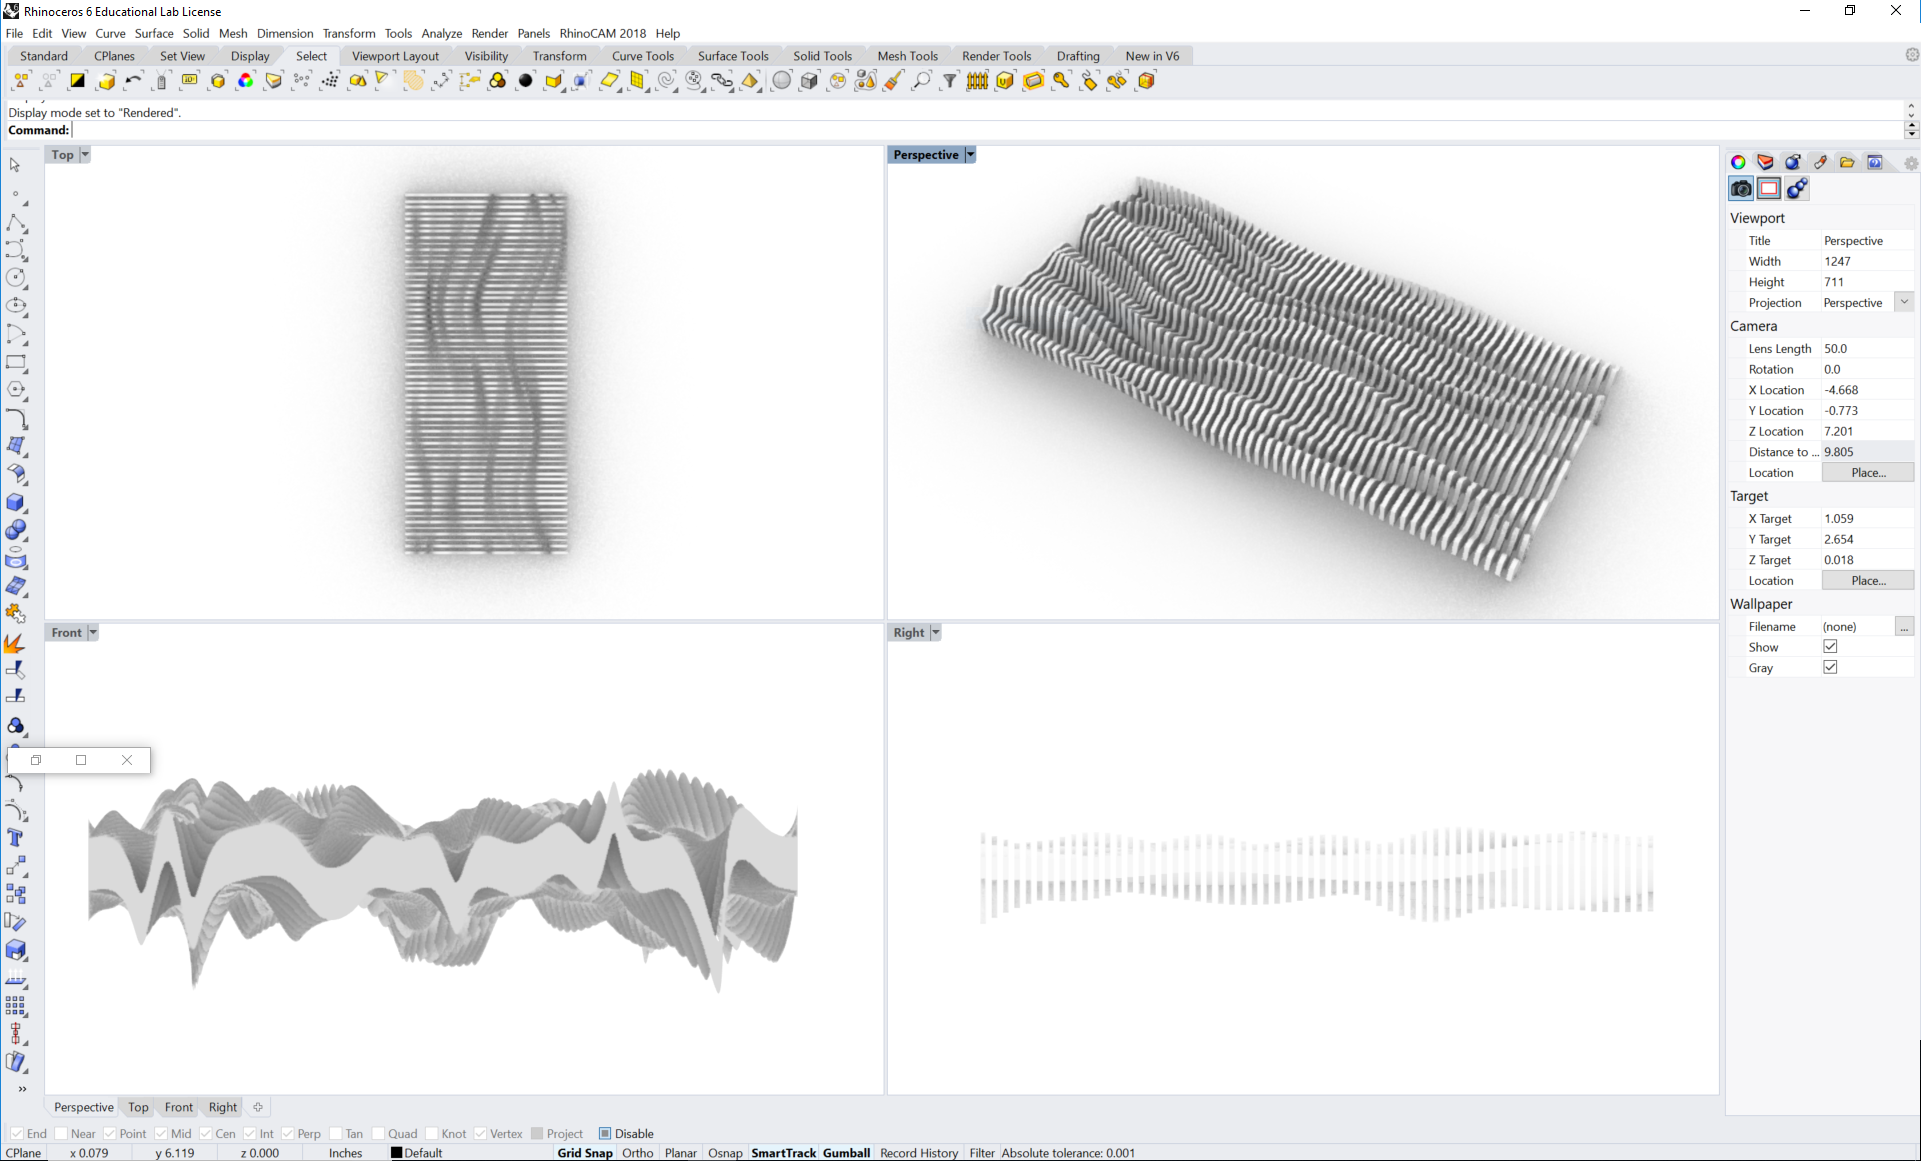 Rhinoceros 6 Educational Lab License
File Edit View Curve Surface Solid Mesh Dimension Transform Tools Analyze Render Panels RhinoCAM 2018 Help
Standard CPlanes Set View Display Select Viewport Layout Visibility Transform Curve Tools Surface Tools Solid Tools Mesh Tools Render Tools Drafting New in V6
Display mode set to "Rendered".
Command:
Top
Perspective
Viewport
Title Perspective
Width 1247
Height 711
Projection Perspective
Camera
Lens Length 50.0
Rotation 0.0
X Location -4.668
Y Location -0.773
Z Location 7.201
Distance to ... 9.805
Location Place...
Target
X Target 1.059
Y Target 2.654
Z Target 0.018
Location Place...
Wallpaper
Filename (none) ...
Show
Gray
Front
Right
Perspective Top Front Right
End Near Point Mid Cen Int Perp Tan Quad Knot Vertex Project Disable
CPlane x 0.079 y 6.119 z 0.000 Inches Default Grid Snap Ortho Planar Osnap SmartTrack Gumball Record History Filter Absolute tolerance: 0.001